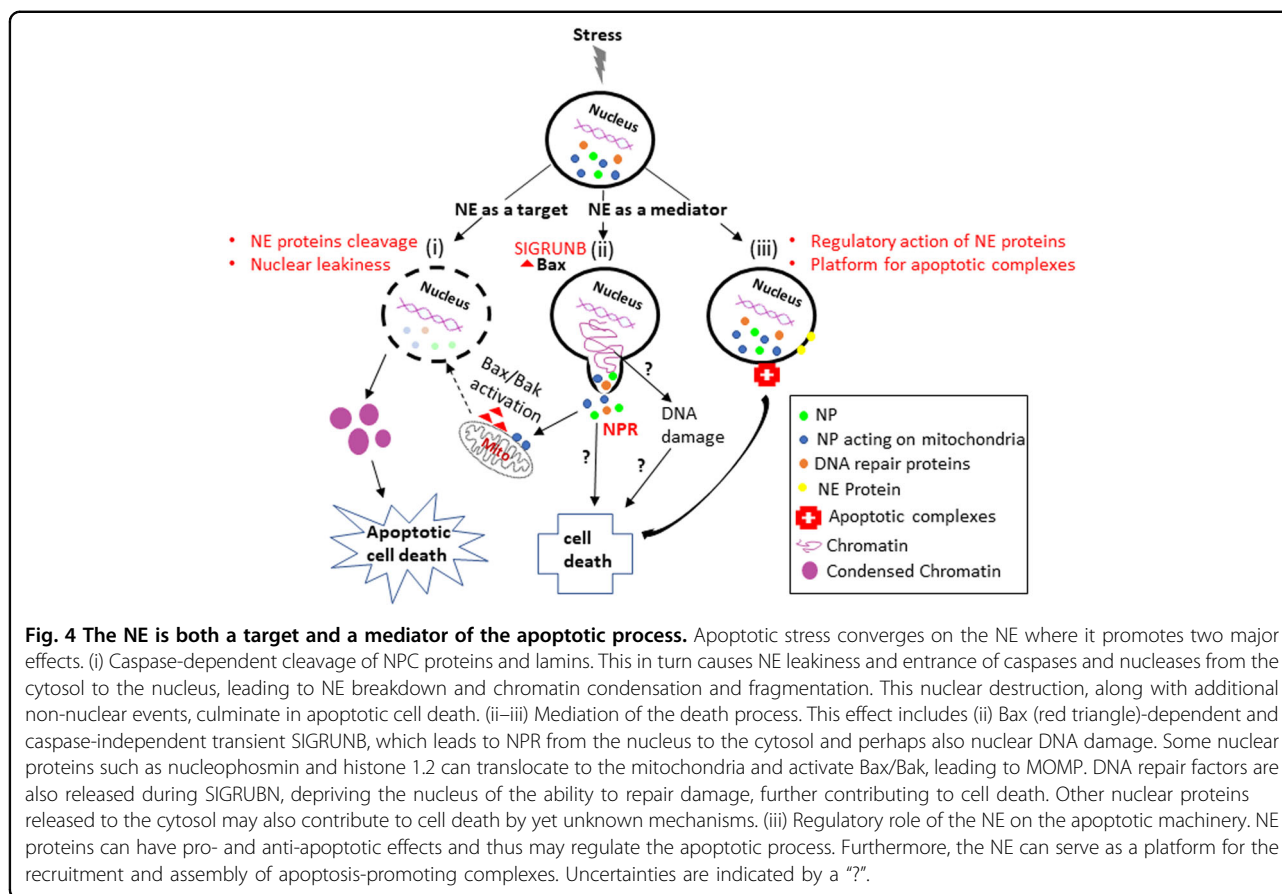 Stress
Nucleus
NE as a target
NE as a mediator
• NE proteins cleavage
• Nuclear leakiness
(i)
SIGRUNB
Bax
(ii)
(iii)
• Regulatory action of NE proteins
• Platform for apoptotic complexes
Nucleus
Nucleus
Nucleus
Bax/Bak
activation
Mito
NPR
?
DNA
damage
?
?
Apoptotic
cell death
cell
death
NP
NP acting on mitochondria
DNA repair proteins
NE Protein
Apoptotic complexes
Chromatin
Condensed Chromatin
Fig. 4 The NE is both a target and a mediator of the apoptotic process. Apoptotic stress converges on the NE where it promotes two major
effects. (i) Caspase-dependent cleavage of NPC proteins and lamins. This in turn causes NE leakiness and entrance of caspases and nucleases from the
cytosol to the nucleus, leading to NE breakdown and chromatin condensation and fragmentation. This nuclear destruction, along with additional
non-nuclear events, culminate in apoptotic cell death. (ii–iii) Mediation of the death process. This effect includes (ii) Bax (red triangle)-dependent and
caspase-independent transient SIGRUNB, which leads to NPR from the nucleus to the cytosol and perhaps also nuclear DNA damage. Some nuclear
proteins such as nucleophosmin and histone 1.2 can translocate to the mitochondria and activate Bax/Bak, leading to MOMP. DNA repair factors are
also released during SIGRUBN, depriving the nucleus of the ability to repair damage, further contributing to cell death. Other nuclear proteins
released to the cytosol may also contribute to cell death by yet unknown mechanisms. (iii) Regulatory role of the NE on the apoptotic machinery. NE
proteins can have pro- and anti-apoptotic effects and thus may regulate the apoptotic process. Furthermore, the NE can serve as a platform for the
recruitment and assembly of apoptosis-promoting complexes. Uncertainties are indicated by a “?”.